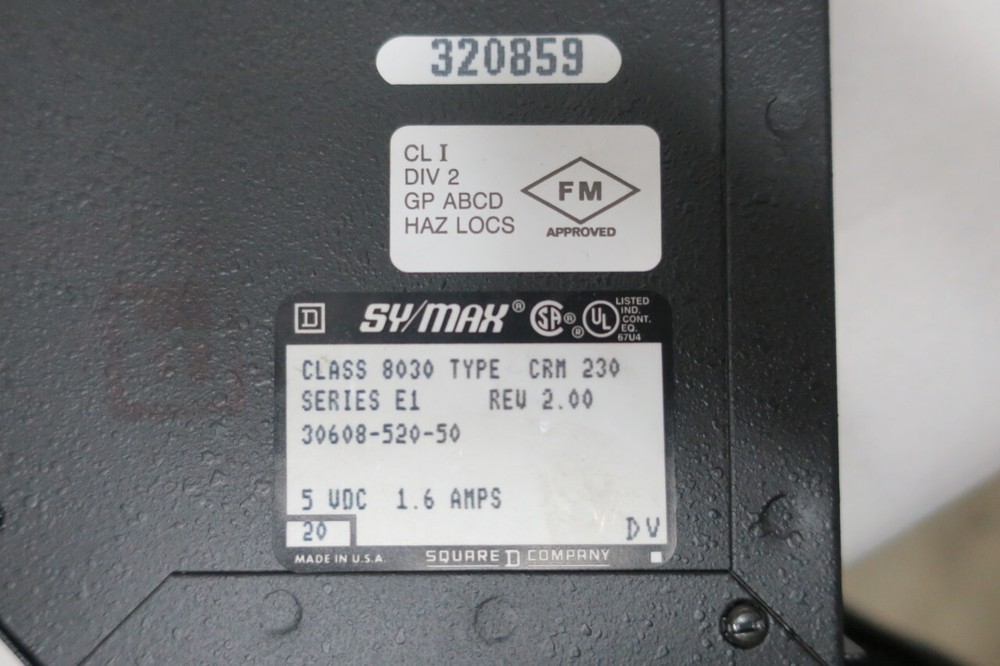 320859
CL I
DIV 2
GP ABCD
HAZ LOCS
FM
APPROVED
D SY/MAX® SA® ® UL LISTED
IND.
CONT.
EQ.
67U4
CLASS 8030 TYPE CRM 230
SERIES E1 REV 2.00
30608-520-50
5 VDC 1.6 AMPS
20 DV
MADE IN U.S.A. SQUARE D COMPANY